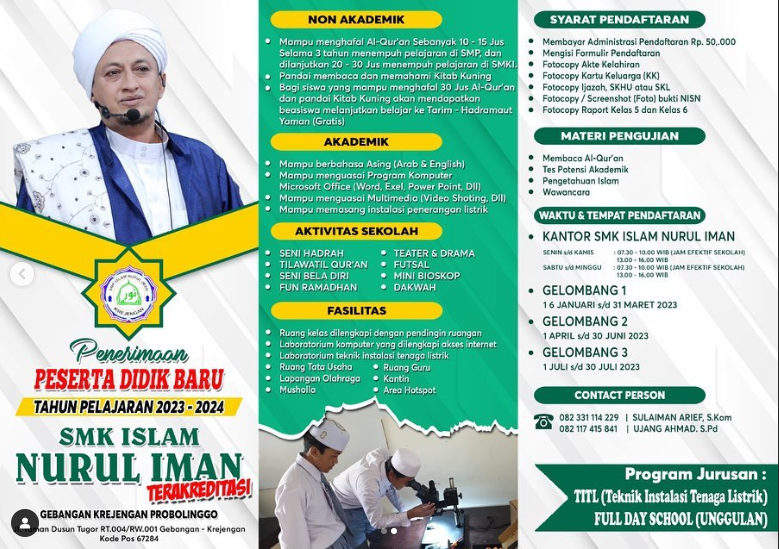 SMK ISLAM NURUL IMAN
KREJENGAN
Penerimaan
PESERTA DIDIK BARU
TAHUN PELAJARAN 2023 - 2024
SMK ISLAM
NURUL IMAN
TERAKREDITASI
GEBANGAN KREJENGAN PROBOLINGGO
Dusun Tugor RT.004/RW.001 Gebangan - Krejengan
Kode Pos 67284
NON AKADEMIK
• Mampu menghafal Al-Qur'an Sebanyak 10 - 15 Jus
Selama 3 tahun menempuh pelajaran di SMP, dan
dilanjutkan 20 - 30 Jus menempuh pelajaran di SMKI.
• Pandai membaca dan memahami Kitab Kuning
• Bagi siswa yang mampu menghafal 30 Jus Al-Qur'an
dan pandai Kitab Kuning akan mendapatkan
beasiswa melanjutkan belajar ke Tarim - Hadramaut
Yaman (Gratis)
AKADEMIK
• Mampu berbahasa Asing (Arab & English)
• Mampu menguasai Program Komputer
Microsoft Office (Word, Exel, Power Point, Dll)
• Mampu menguasai Multimedia (Video Shoting, Dll)
• Mampu memasang instalasi penerangan listrik
AKTIVITAS SEKOLAH
• SENI HADRAH
• TILAWATIL QUR'AN
• SENI BELA DIRI
• FUN RAMADHAN
• TEATER & DRAMA
• FUTSAL
• MINI BIOSKOP
• DAKWAH
FASILITAS
• Ruang kelas dilengkapi dengan pendingin ruangan
• Laboratorium komputer yang dilengkapi akses internet
• Laboratorium teknik instalasi tenaga listrik
• Ruang Tata Usaha
• Lapongan Olahraga
• Musholla
• Ruang Guru
• Kantin
• Area Hotspot
SYARAT PENDAFTARAN
• Membayar Administrasi Pendaftaran Rp. 50,.000
• Mengisi Formulir Pendaftaran
• Fotocopy Akte Kelahiran
• Fotocopy Kartu Keluarga (KK)
• Fotocopy Ijazah, SKHU atau SKL
• Fotocopy / Screenshot (Foto) bukti NISN
• Fotocopy Raport Kelas 5 dan Kelas 6
MATERI PENGUJIAN
• Membaca Al-Qur'an
• Tes Potensi Akademik
• Pengetahuan Islam
• Wawancara
WAKTU & TEMPAT PENDAFTARAN
• KANTOR SMK ISLAM NURUL IMAN
SENIN s/d KAMIS : 07.30 - 10.00 WIB (JAM EFEKTIF SEKOLAH)
13.00 - 16.00 WIB
SABTU s/d MINGGU : 07.30 - 10.00 WIB (JAM EFEKTIF SEKOLAH)
13.00 - 16.00 WIB
• GELOMBANG 1
1 6 JANUARI s/d 31 MARET 2023
• GELOMBANG 2
1 APRIL s/d 30 JUNI 2023
• GELOMBANG 3
1 JULI s/d 30 JULI 2023
CONTACT PERSON
082 331 114 229 | SULAIMAN ARIEF, S.Kom
082 117 415 841 | UJANG AHMAD. S.Pd
Program Jurusan :
TITL (Teknik Instalasi Tenaga Listrik)
FULL DAY SCHOOL (UNGGULAN)